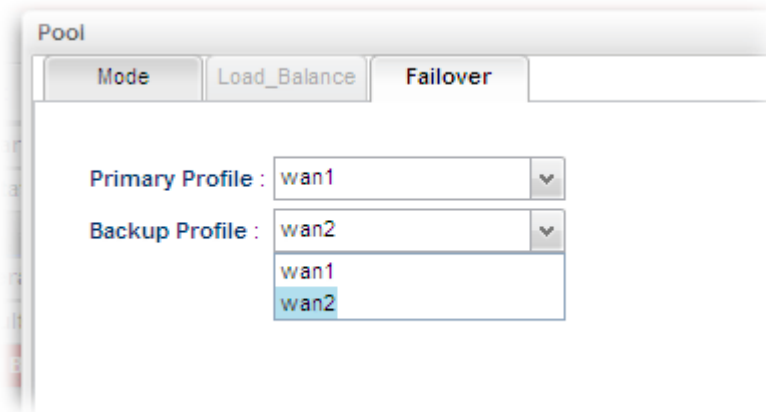 Pool
Mode Load_Balance Failover
Primary Profile : wan1
Backup Profile : wan2
wan1
wan2